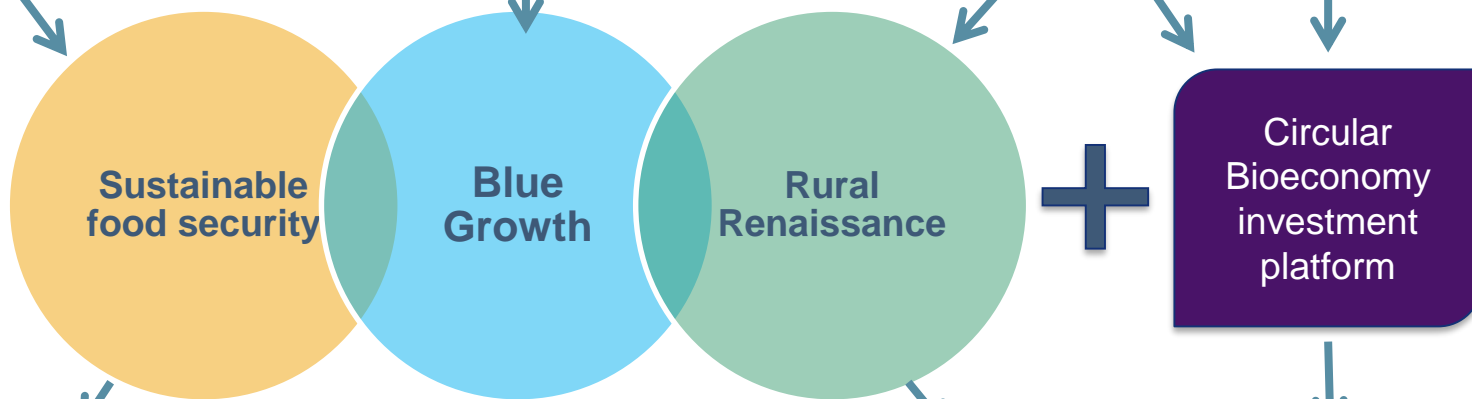 Sustainable
food security
Blue
Growth
Rural
Renaissance
Circular
Bioeconomy
investment
platform